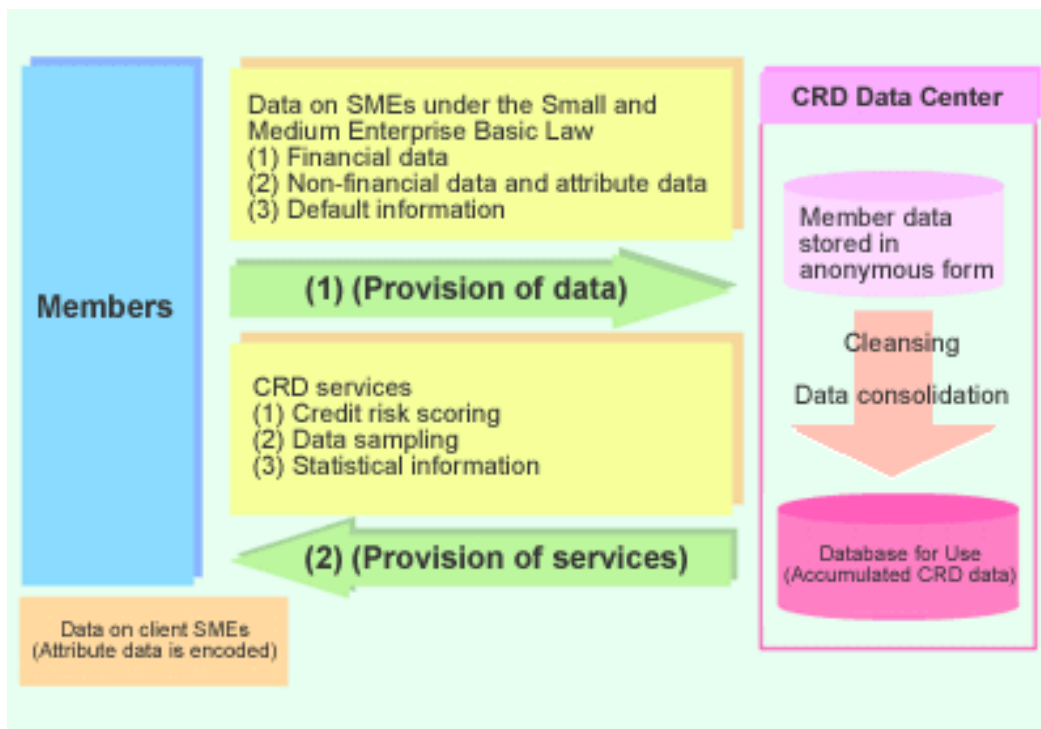 Members
Data on SMEs under the Small and
Medium Enterprise Basic Law
(1) Financial data
(2) Non-financial data and attribute data
(3) Default information
(1) (Provision of data)
CRD services
(1) Credit risk scoring
(2) Data sampling
(3) Statistical information
(2) (Provision of services)
Data on client SMEs
(Attribute data is encoded)
CRD Data Center
Member data
stored in
anonymous form
Cleansing
Data consolidation
Database for Use
(Accumulated CRD data)